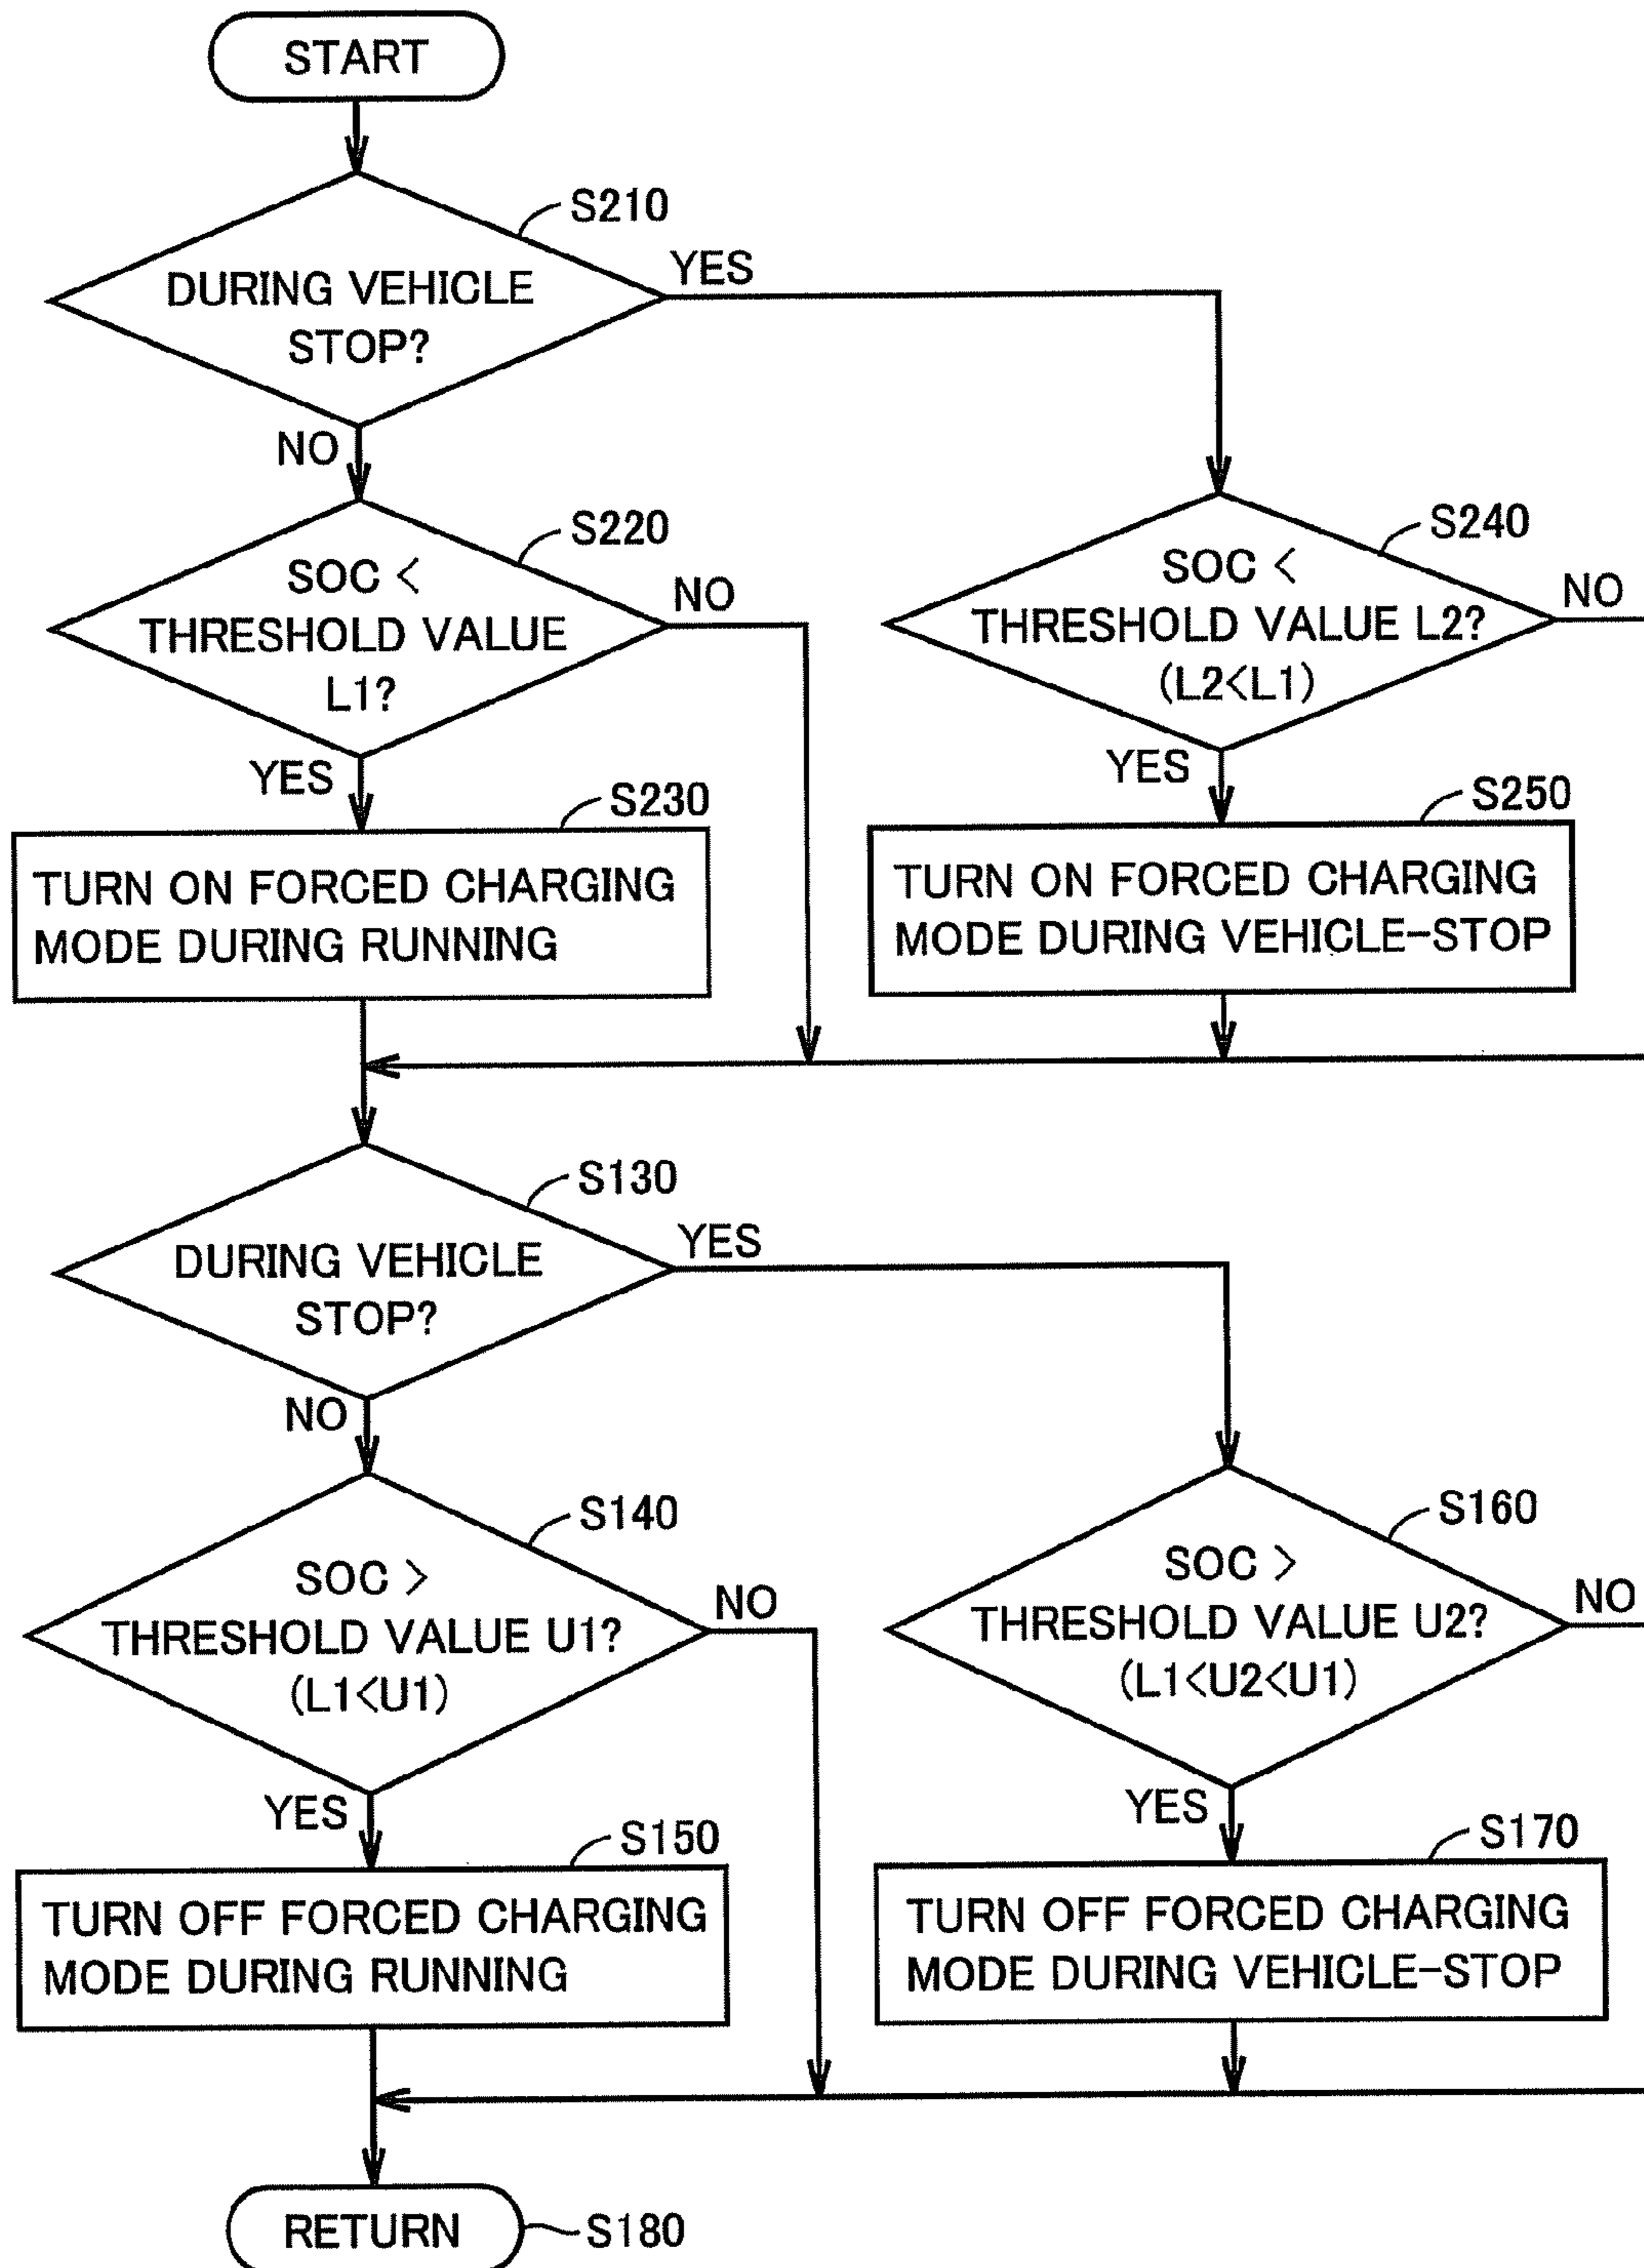 START
S210
DURING VEHICLE
STOP?
YES
NO
S220
SOC <
THRESHOLD VALUE
L1?
NO
YES
S240
SOC <
THRESHOLD VALUE L2?
(L2<L1)
NO
YES
S230
TURN ON FORCED CHARGING
MODE DURING RUNNING
S250
TURN ON FORCED CHARGING
MODE DURING VEHICLE-STOP
S130
DURING VEHICLE
STOP?
YES
NO
S140
SOC >
THRESHOLD VALUE U1?
(L1<U1)
NO
YES
S160
SOC >
THRESHOLD VALUE U2?
(L1<U2<U1)
NO
YES
S150
TURN OFF FORCED CHARGING
MODE DURING RUNNING
S170
TURN OFF FORCED CHARGING
MODE DURING VEHICLE-STOP
RETURN
S180